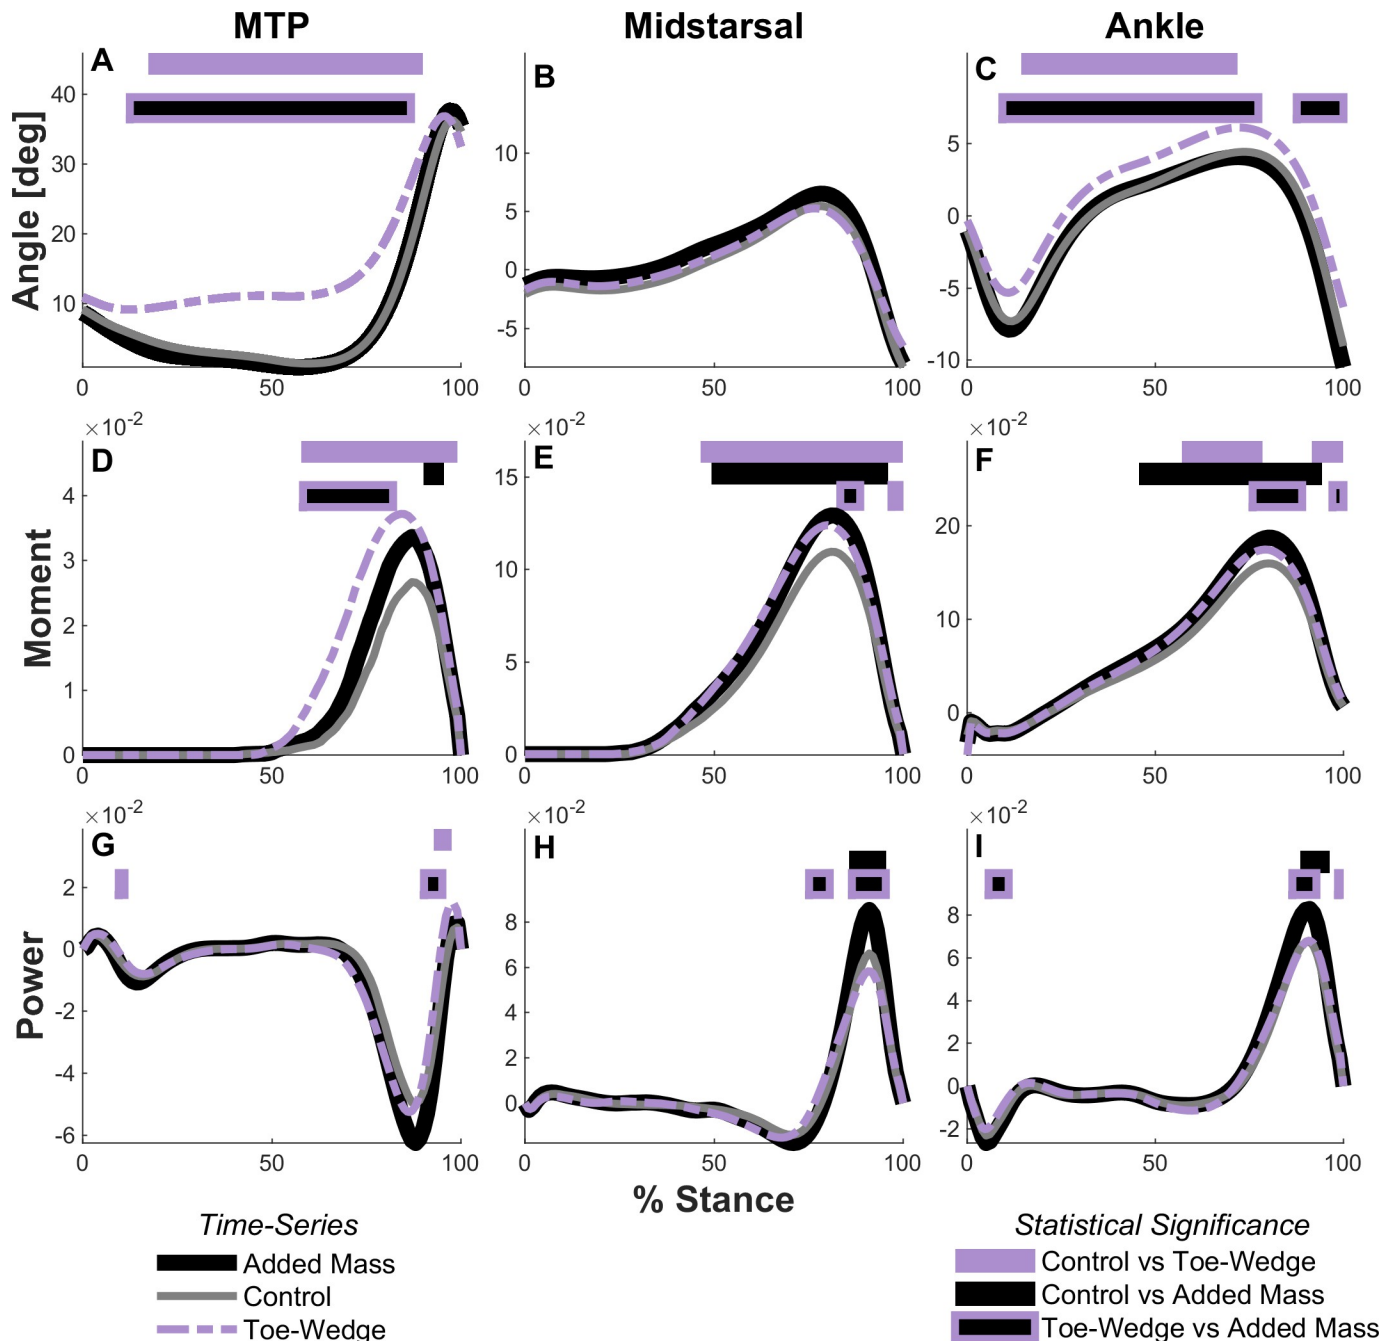 MTP Midstarsal Ankle
A B C
Angle [deg]
40
30
20
10
0 50 100
10
5
0
-5
0 50 100
5
0
-5
-10
0 50 100
×10-2 ×10-2 ×10-2
D E F
Moment
4
3
2
1
0
0 50 100
15
10
5
0
0 50 100
20
10
0
0 50 100
×10-2 ×10-2 ×10-2
G H I
Power
2
0
-2
-4
-6
0 50 100
8
6
4
2
0
0 50 100
8
6
4
2
0
-2
0 50 100
% Stance
Time-Series
Added Mass
Control
Toe-Wedge
Statistical Significance
Control vs Toe-Wedge
Control vs Added Mass
Toe-Wedge vs Added Mass